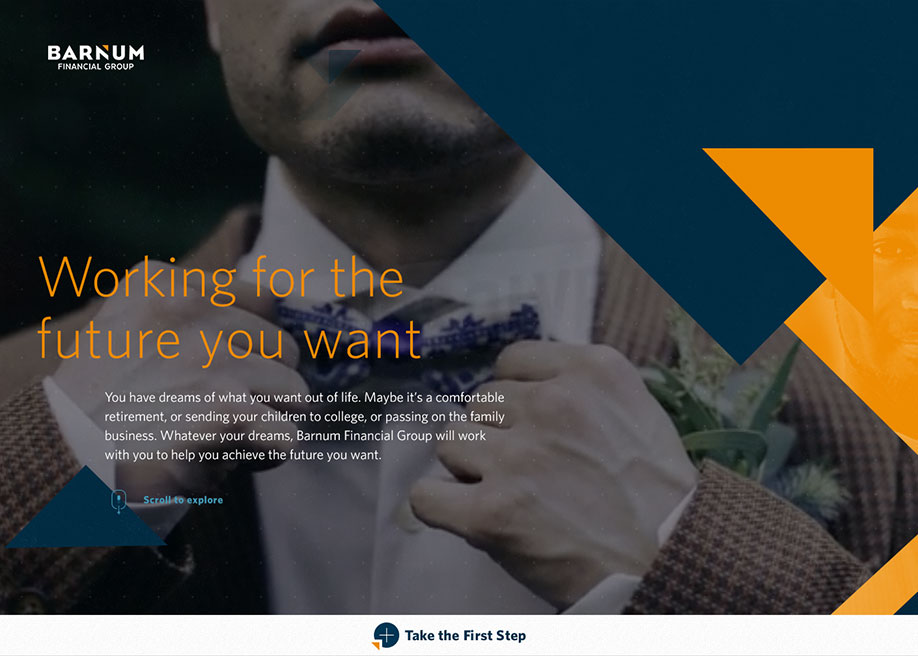 BARNUM
FINANCIAL GROUP
Working for the
future you want
You have dreams of what you want out of life. Maybe it's a comfortable
retirement, or sending your children to college, or passing on the family
business. Whatever your dreams, Barnum Financial Group will work
with you to help you achieve the future you want.
Scroll to explore
Take the First Step